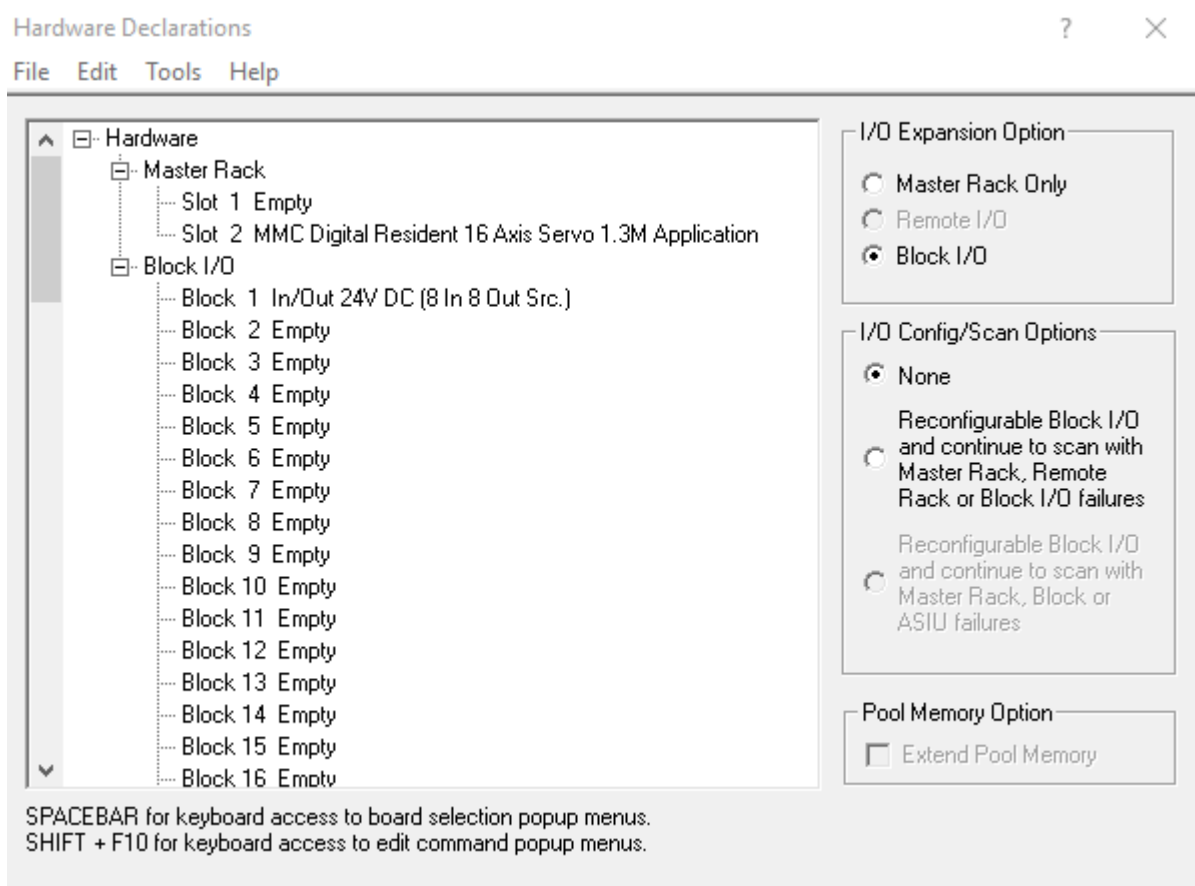 Hardware Declarations
File Edit Tools Help
Hardware
Master Rack
Slot 1 Empty
Slot 2 MMC Digital Resident 16 Axis Servo 1.3M Application
Block I/O
Block 1 In/Out 24V DC (8 In 8 Out Src.)
Block 2 Empty
Block 3 Empty
Block 4 Empty
Block 5 Empty
Block 6 Empty
Block 7 Empty
Block 8 Empty
Block 9 Empty
Block 10 Empty
Block 11 Empty
Block 12 Empty
Block 13 Empty
Block 14 Empty
Block 15 Empty
Block 16 Empty
I/O Expansion Option
Master Rack Only
Remote I/O
Block I/O
I/O Config/Scan Options
None
Reconfigurable Block I/O
and continue to scan with
Master Rack, Remote
Rack or Block I/O failures
Reconfigurable Block I/O
and continue to scan with
Master Rack, Block or
ASIU failures
Pool Memory Option
Extend Pool Memory
SPACEBAR for keyboard access to board selection popup menus.
SHIFT + F10 for keyboard access to edit command popup menus.